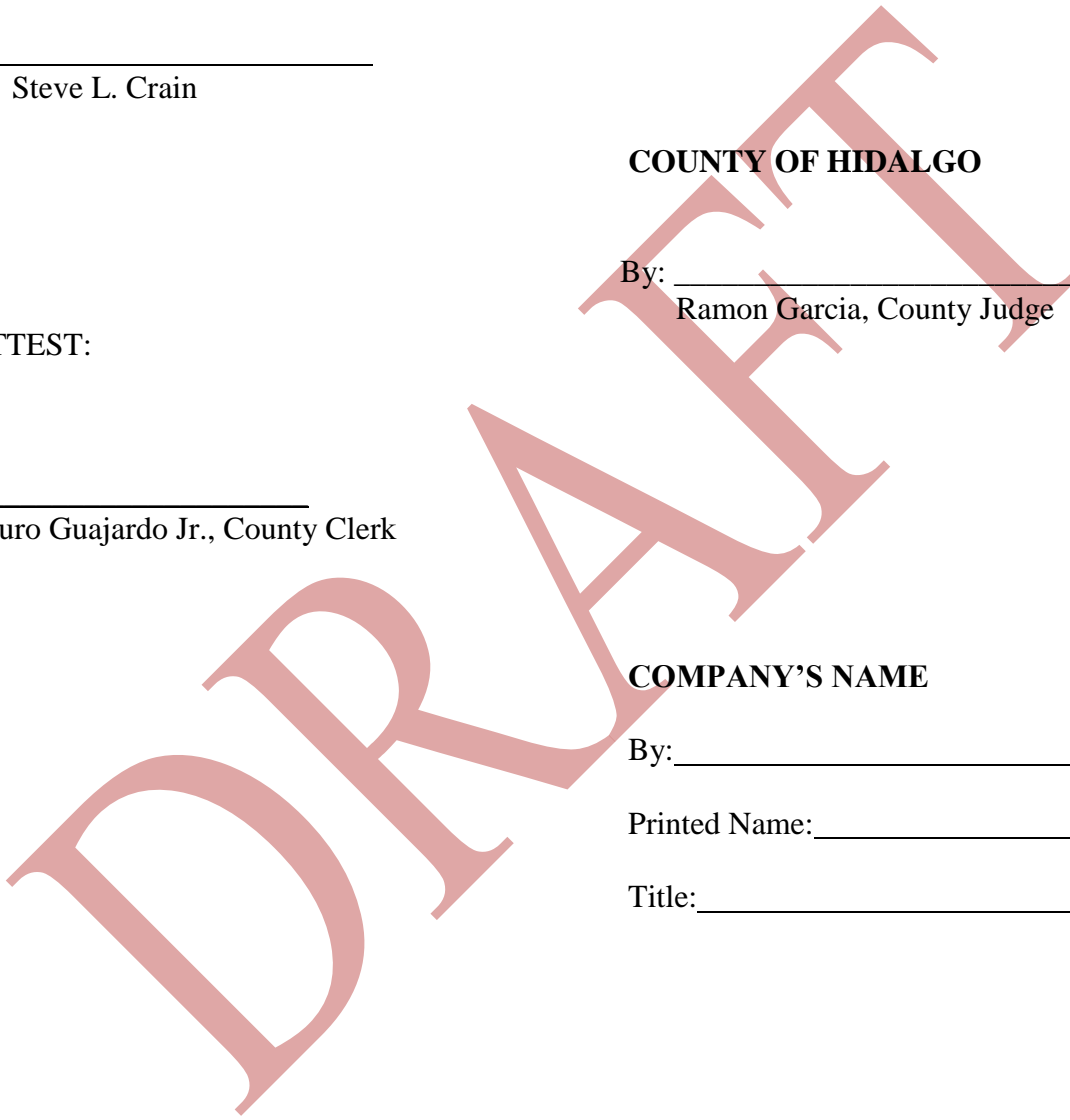 Steve L. Crain
COUNTY OF HIDALGO
By: 
Ramon Garcia, County Judge
TTEST:
uro Guajardo Jr., County Clerk
COMPANY’S NAME
By:
Printed Name:
Title:
DRAFT